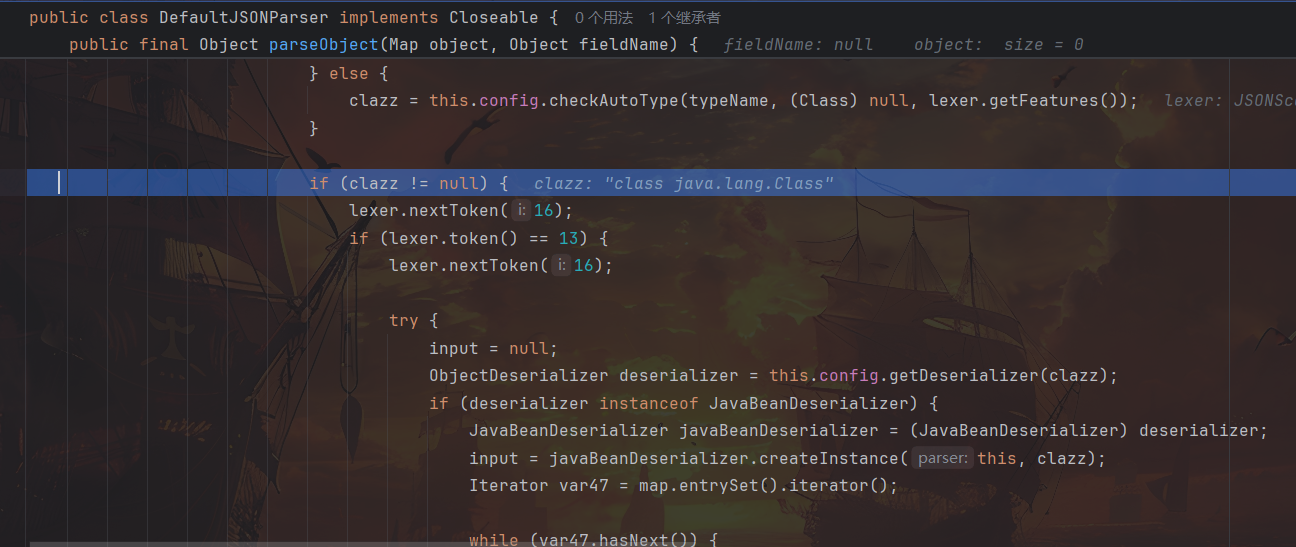 public class DefaultJSONParser implements Closeable { 0 个用法 1 个继承者
public final Object parseObject(Map object, Object fieldName) { fieldName: null object: size = 0
} else {
clazz = this.config.checkAutoType(typeName, (Class) null, lexer.getFeatures()); lexer: JSONSc
}
if (clazz != null) { clazz: "class java.lang.Class"
lexer.nextToken( i: 16);
if (lexer.token() == 13) {
lexer.nextToken( i: 16);
try {
input = null;
ObjectDeserializer deserializer = this.config.getDeserializer(clazz);
if (deserializer instanceof JavaBeanDeserializer) {
JavaBeanDeserializer javaBeanDeserializer = (JavaBeanDeserializer) deserializer;
input = javaBeanDeserializer.createInstance( parser: this, clazz);
Iterator var47 = map.entrySet().iterator();
while (var47.hasNext()) {